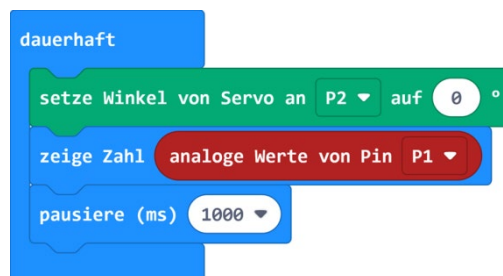 dauerhaft
setze Winkel von Servo an P2 auf 0 °
zeige Zahl analoge Werte von Pin P1
pausiere (ms) 1000